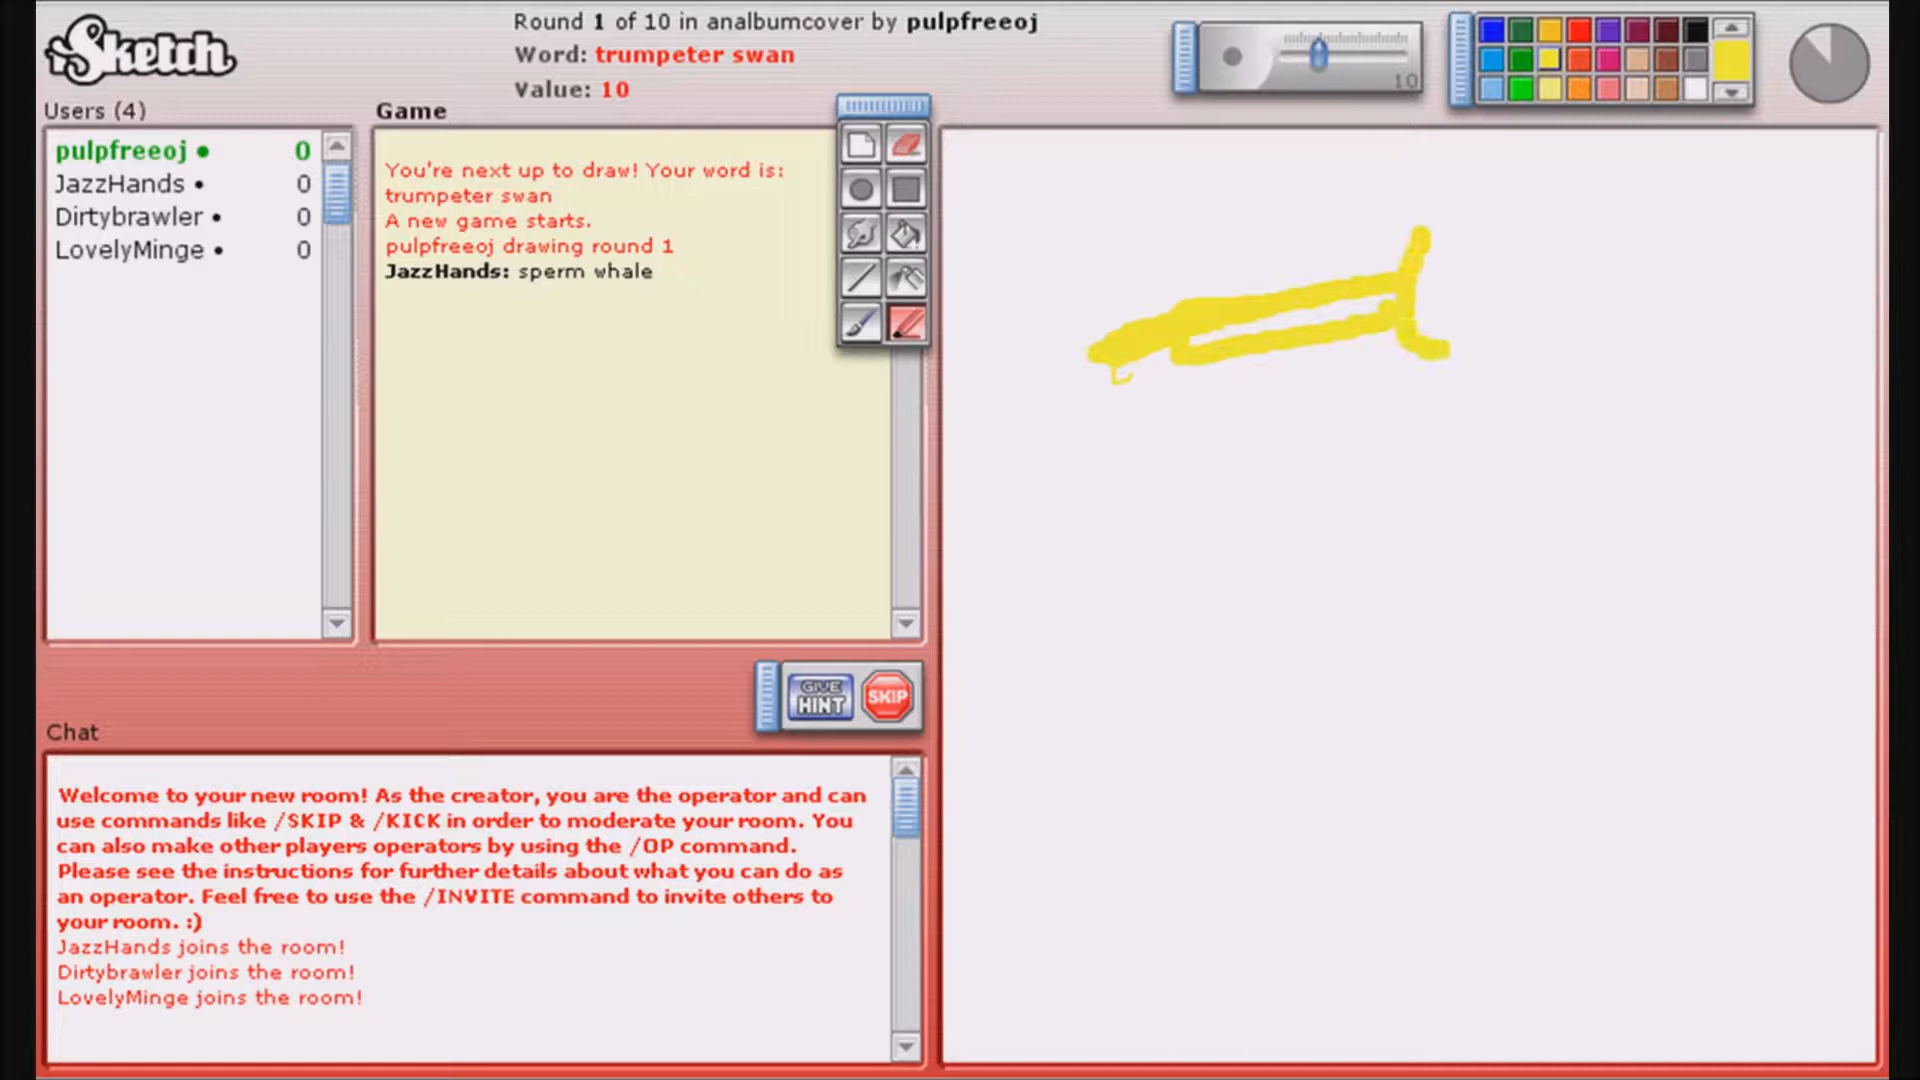 iSketch
Round 1 of 10 in analbumcover by pulpfreeoj
Word: trumpeter swan
Value: 10
10
Users (4)
pulpfreeoj • 0
JazzHands • 0
Dirtybrawler • 0
LovelyMinge • 0
Game
You're next up to draw! Your word is:
trumpeter swan
A new game starts.
pulpfreeoj drawing round 1
JazzHands: sperm whale
GIVE
HINT
SKIP
Chat
Welcome to your new room! As the creator, you are the operator and can
use commands like /SKIP & /KICK in order to moderate your room. You
can also make other players operators by using the /OP command.
Please see the instructions for further details about what you can do as
an operator. Feel free to use the /INVITE command to invite others to
your room. :)
JazzHands joins the room!
Dirtybrawler joins the room!
LovelyMinge joins the room!